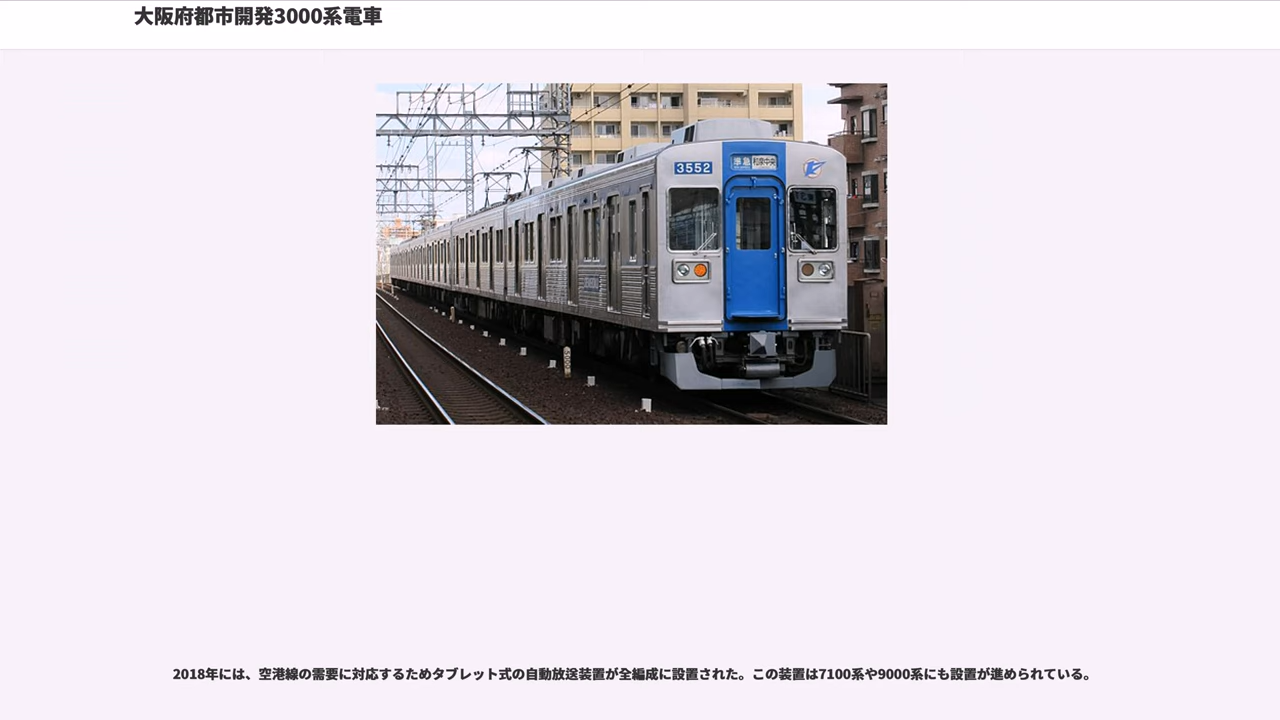 大阪府都市開発3000系電車
3552
準急
和泉中央
2018年には、空港線の需要に対応するためタブレット式の自動放送装置が全編成に設置された。この装置は7100系や9000系にも設置が進められている。